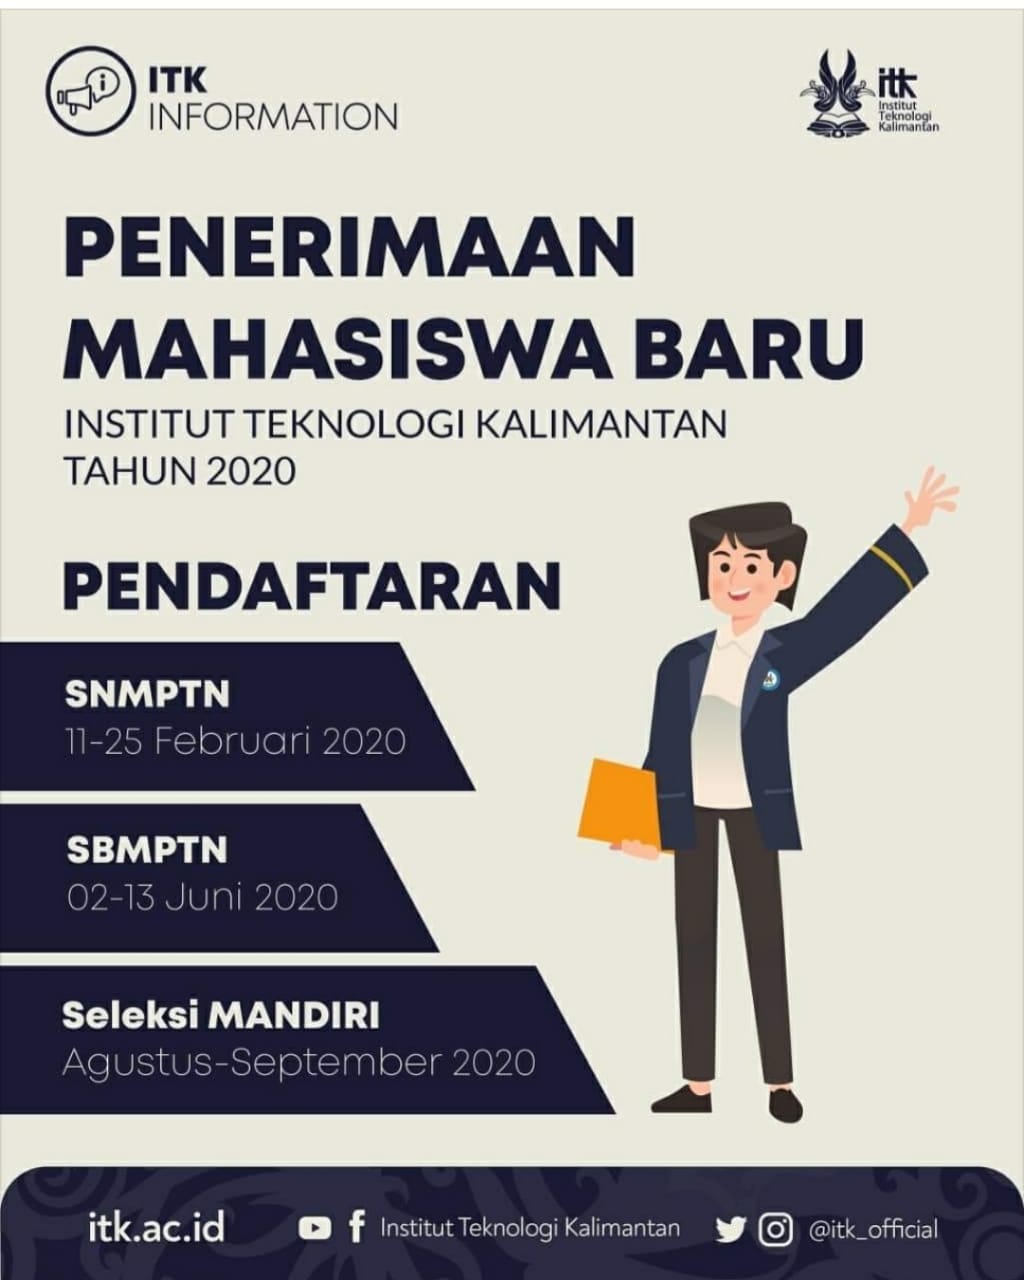 ITK
INFORMATION
itk
Institut
Teknologi
Kalimantan
PENERIMAAN
MAHASISWA BARU
INSTITUT TEKNOLOGI KALIMANTAN
TAHUN 2020
PENDAFTARAN
SNMPTN
11-25 Februari 2020
SBMPTN
02-13 Juni 2020
Seleksi MANDIRI
Agustus-September 2020
itk.ac.id
Institut Teknologi Kalimantan
@itk_official